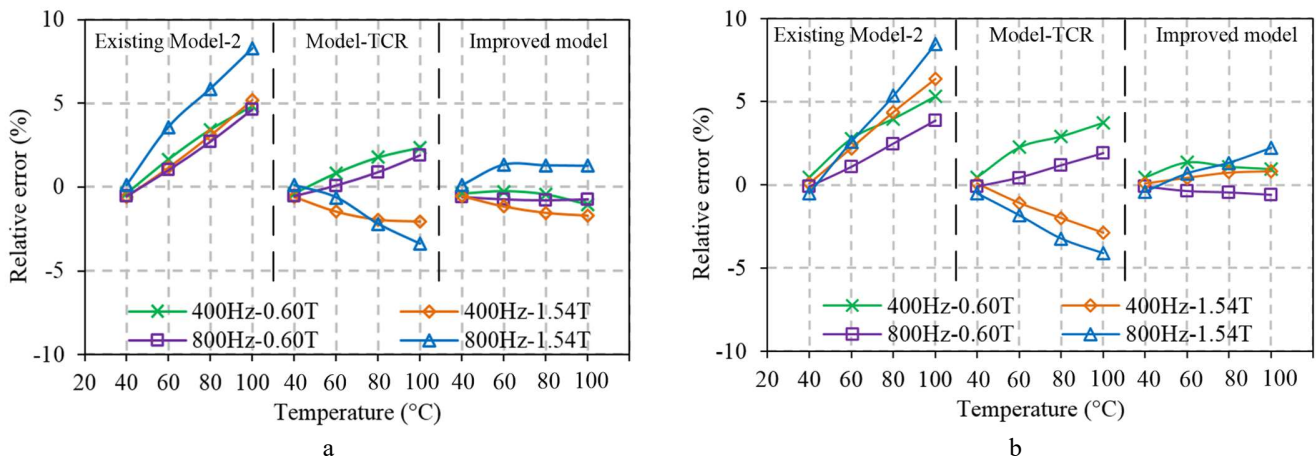 10
5
0
-5
-10
Relative error (%)
Existing Model-2
Model-TCR
Improved model
400Hz-0.60T
400Hz-1.54T
800Hz-0.60T
800Hz-1.54T
20 40 60 80 100 40 60 80 100 40 60 80 100
Temperature (°C)
a
10
5
0
-5
-10
Relative error (%)
Existing Model-2
Model-TCR
Improved model
400Hz-0.60T
400Hz-1.54T
800Hz-0.60T
800Hz-1.54T
20 40 60 80 100 40 60 80 100 40 60 80 100
Temperature (°C)
b